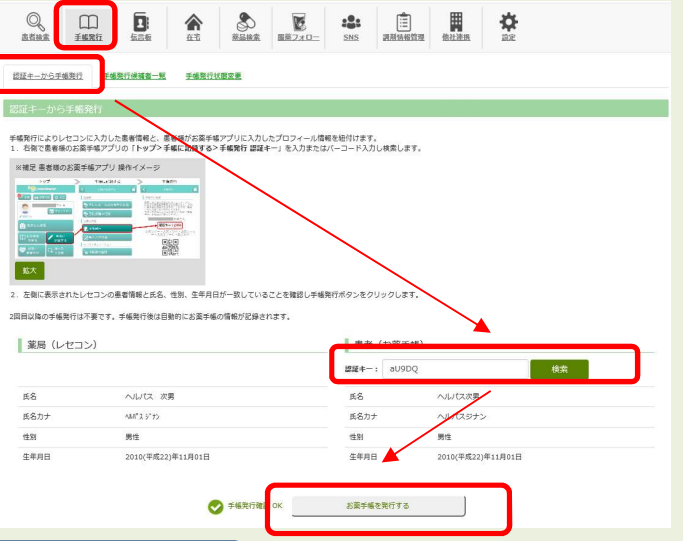 患者検索 手帳発行 伝言板 在宅 薬品検索 服薬フォロー SNS 調剤情報管理 他社連携 設定
認証キーから手帳発行 手帳発行候補者一覧 手帳発行状態変更
認証キーから手帳発行
手帳発行によりレセコンに入力した患者情報と、患者様がお薬手帳アプリに入力したプロフィール情報を紐付けます。
1. 右側で患者様のお薬手帳アプリの「トップ> 手帳に記録する> 手帳発行 認証キー」を入力またはバーコード入力し検索します。
※補足 患者様のお薬手帳アプリ 操作イメージ
トップ
拡大
2. 左側に表示されたレセコンの患者情報と氏名、性別、生年月日が一致していることを確認し手帳発行ボタンをクリックします。
2回目以降の手帳発行は不要です。手帳発行後は自動的にお薬手帳の情報が記録されます。
薬局（レセコン） 患者（お薬手帳）
認証キー： aU9DQ 検索
氏名 ヘルパス 次男 氏名 ヘルパス次男
氏名カナ ﾍﾙﾊﾟｽ ｼﾞﾅﾝ 氏名カナ ヘルパスジナン
性別 男性 性別 男性
生年月日 2010(平成22)年11月01日 生年月日 2010(平成22)年11月01日
手帳発行確認 OK お薬手帳を発行する